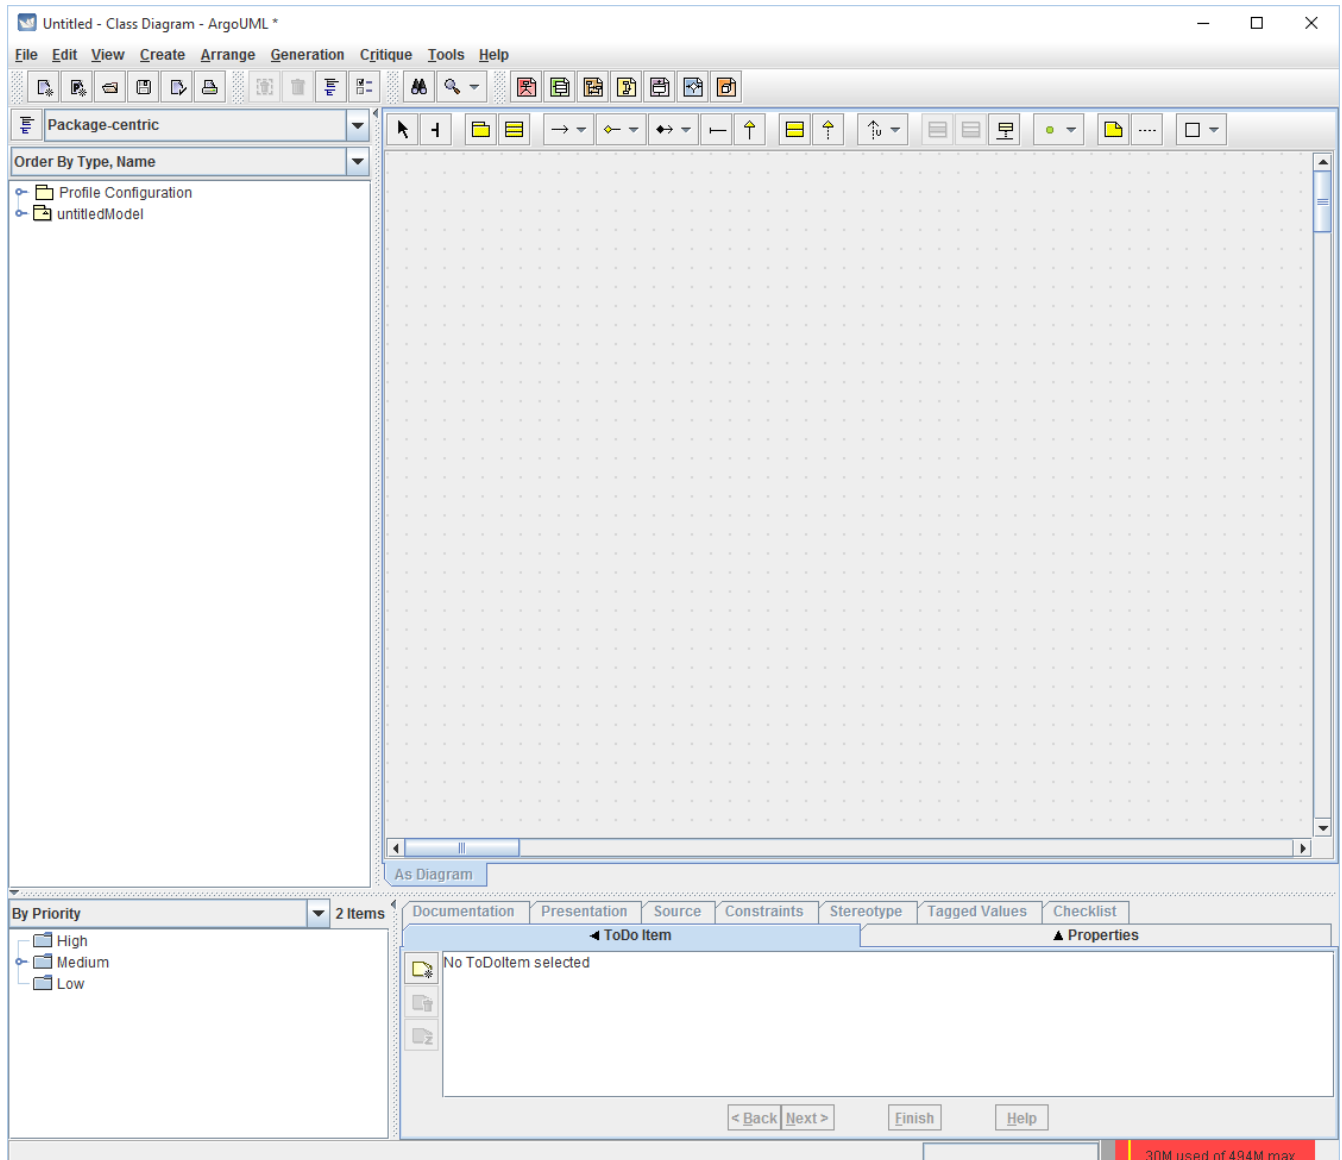 Untitled - Class Diagram - ArgoUML *
File Edit View Create Arrange Generation Critique Tools Help
Package-centric
Order By Type, Name
Profile Configuration
untitledModel
As Diagram
By Priority 2 Items
High
Medium
Low
Documentation Presentation Source Constraints Stereotype Tagged Values Checklist
ToDo Item Properties
No ToDoItem selected
< Back Next > Finish Help
30M used of 494M max